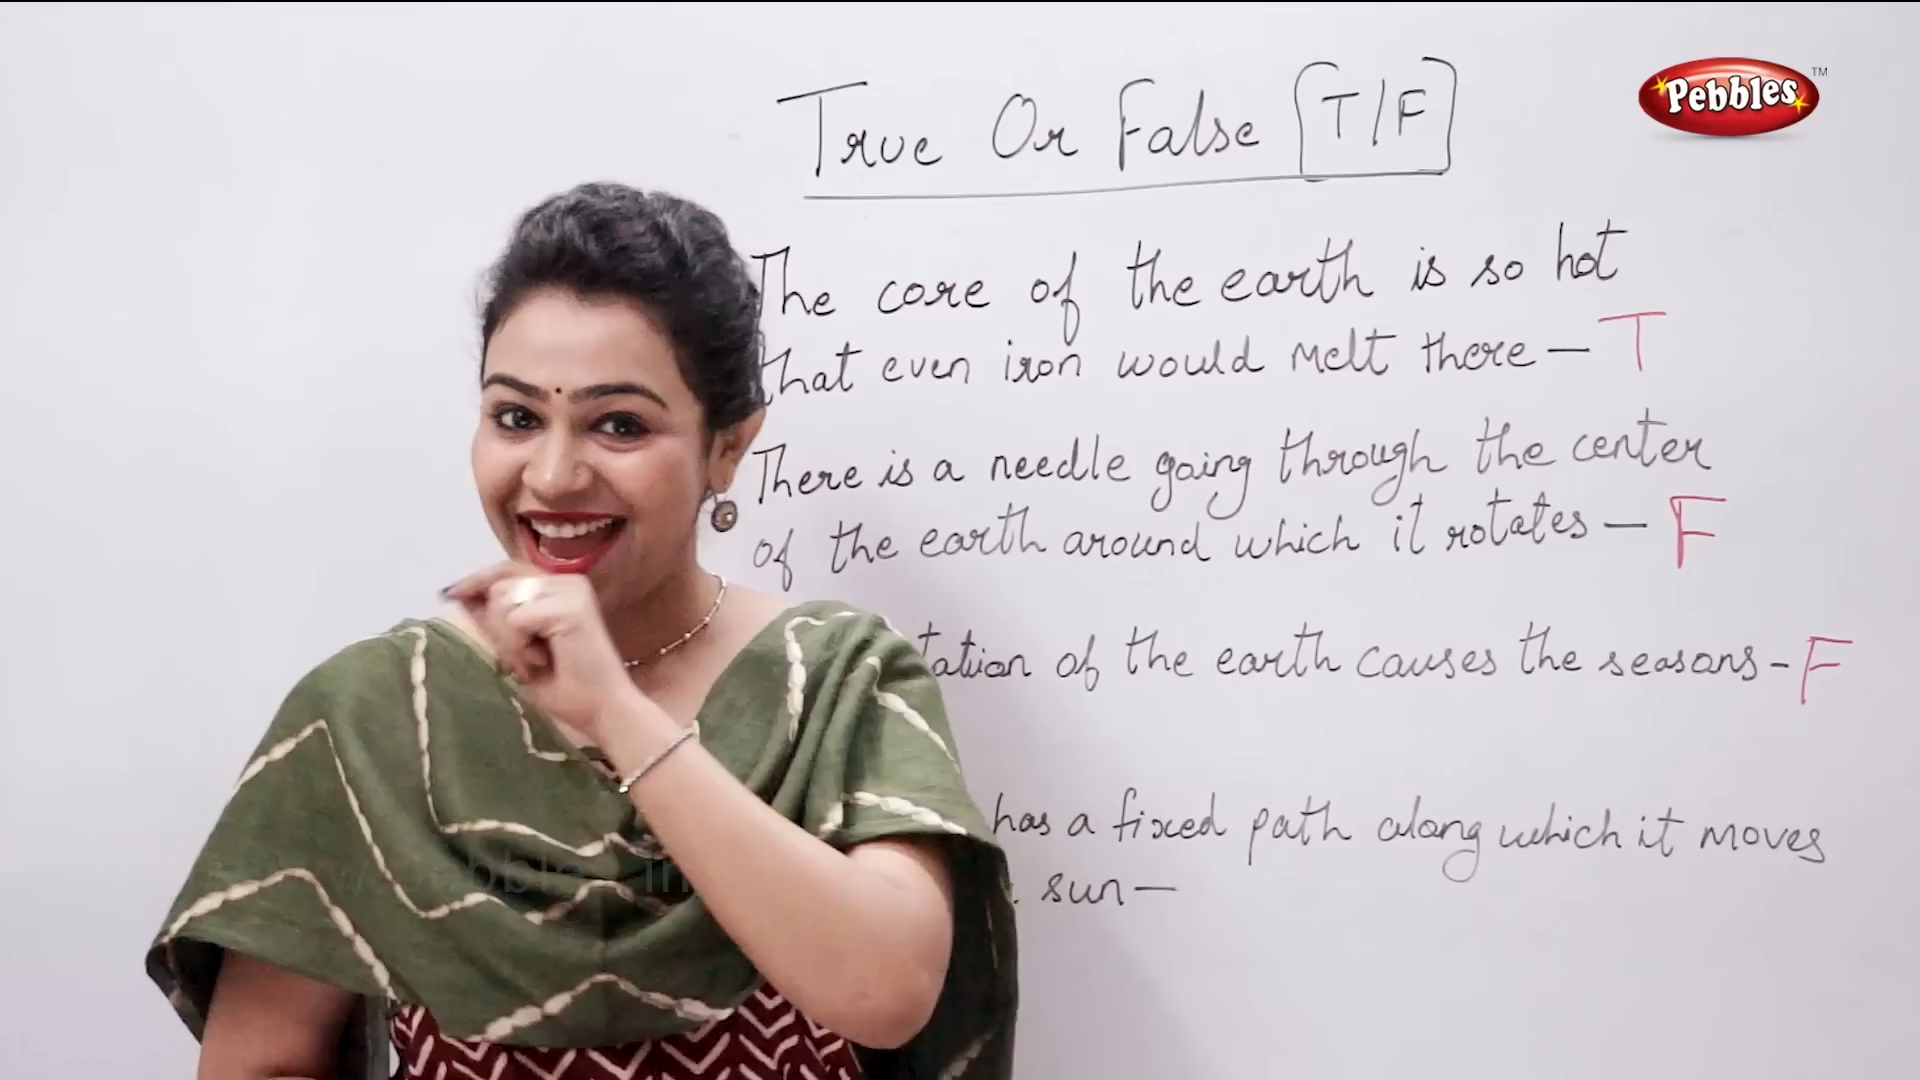 True Or False [T/F]
Pebbles TM
The core of the earth is so hot
that even iron would melt there — T
There is a needle going through the center
of the earth around which it rotates — F
tation of the earth causes the seasons - F
has a fixed path along which it moves
sun —